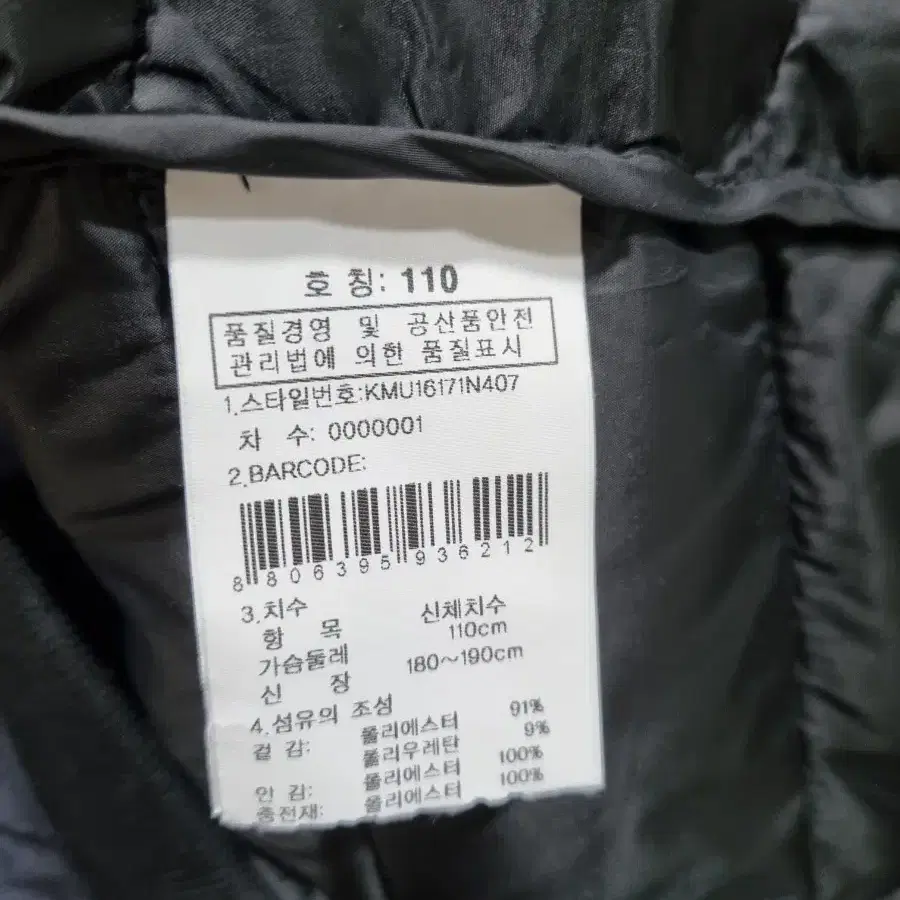 호 칭: 110
품질경영 및 공산품안전
관리법에 의한 품질표시
1.스타일번호:KMU16171N407
차 수: 0000001
2.BARCODE:
8806395936212
3.치수
항 목 신체치수
가슴둘레 110cm
신 장 180~190cm
4.섬유의 조성
겉 감: 폴리에스터 91%
폴리우레탄 9%
안 감: 폴리에스터 100%
충전재: 폴리에스터 100%